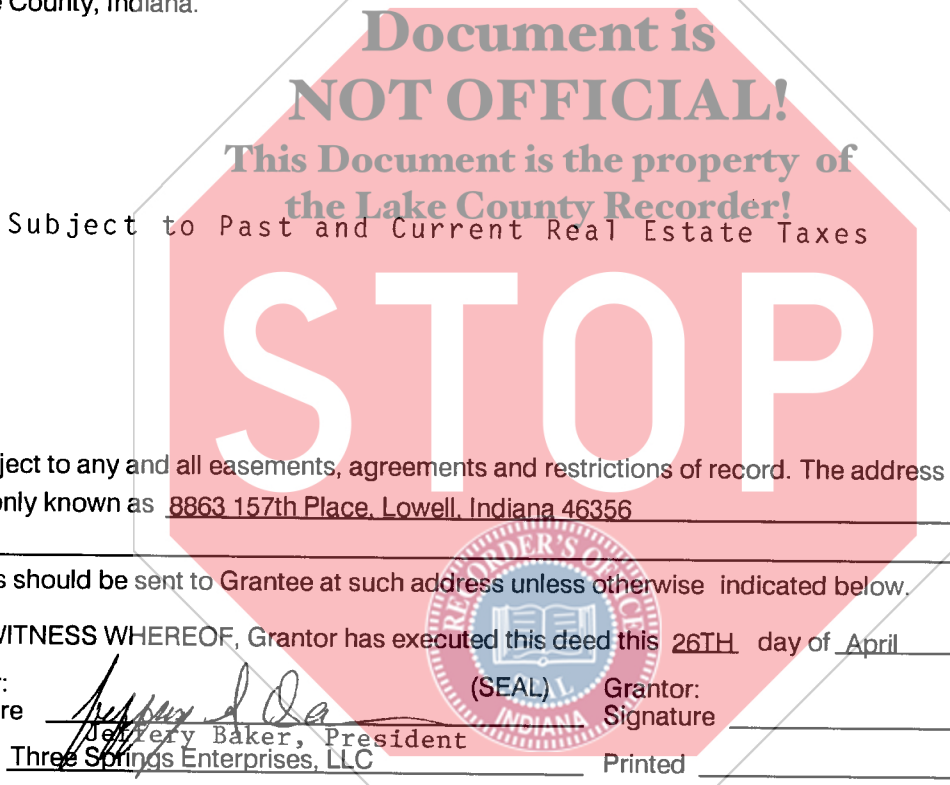 County, Indiana.
Document is
NOT OFFICIAL!
This Document is the property of
the Lake County Recorder!
Subject to Past and Current Real Estate Taxes
STOP
ject to any and all easements, agreements and restrictions of record. The address
only known as 8863 157th Place, Lowell, Indiana 46356
s should be sent to Grantee at such address unless otherwise indicated below.
WITNESS WHEREOF, Grantor has executed this deed this 26TH day of April
r: (SEAL) Grantor:
re Signature
Jeffery Baker, President
Three Springs Enterprises, LLC Printed
RECORDER'S OFFICE
SEAL
INDIANA